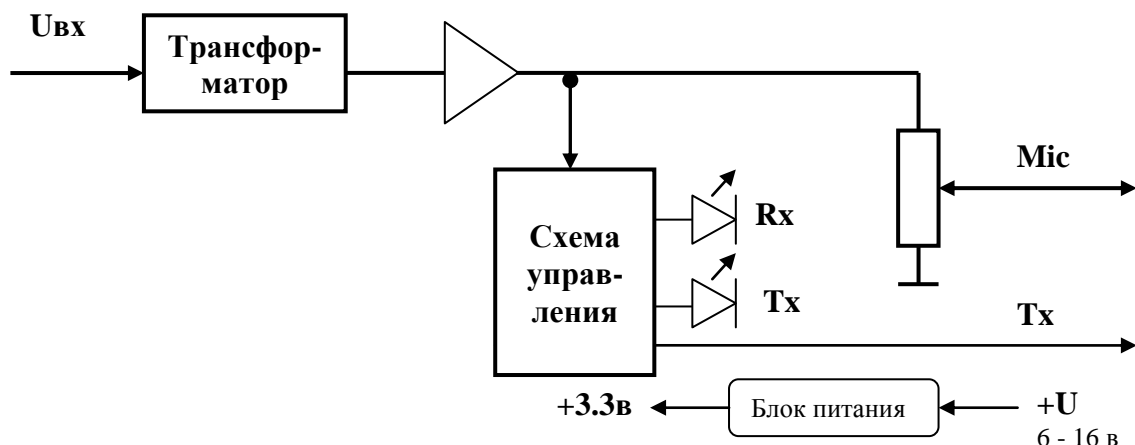 Uвх
Трансфор-
матор
Mic
Rx
Схема
управ-
ления
Tx
Tx
+3.3в
Блок питания
+U
6 - 16 в